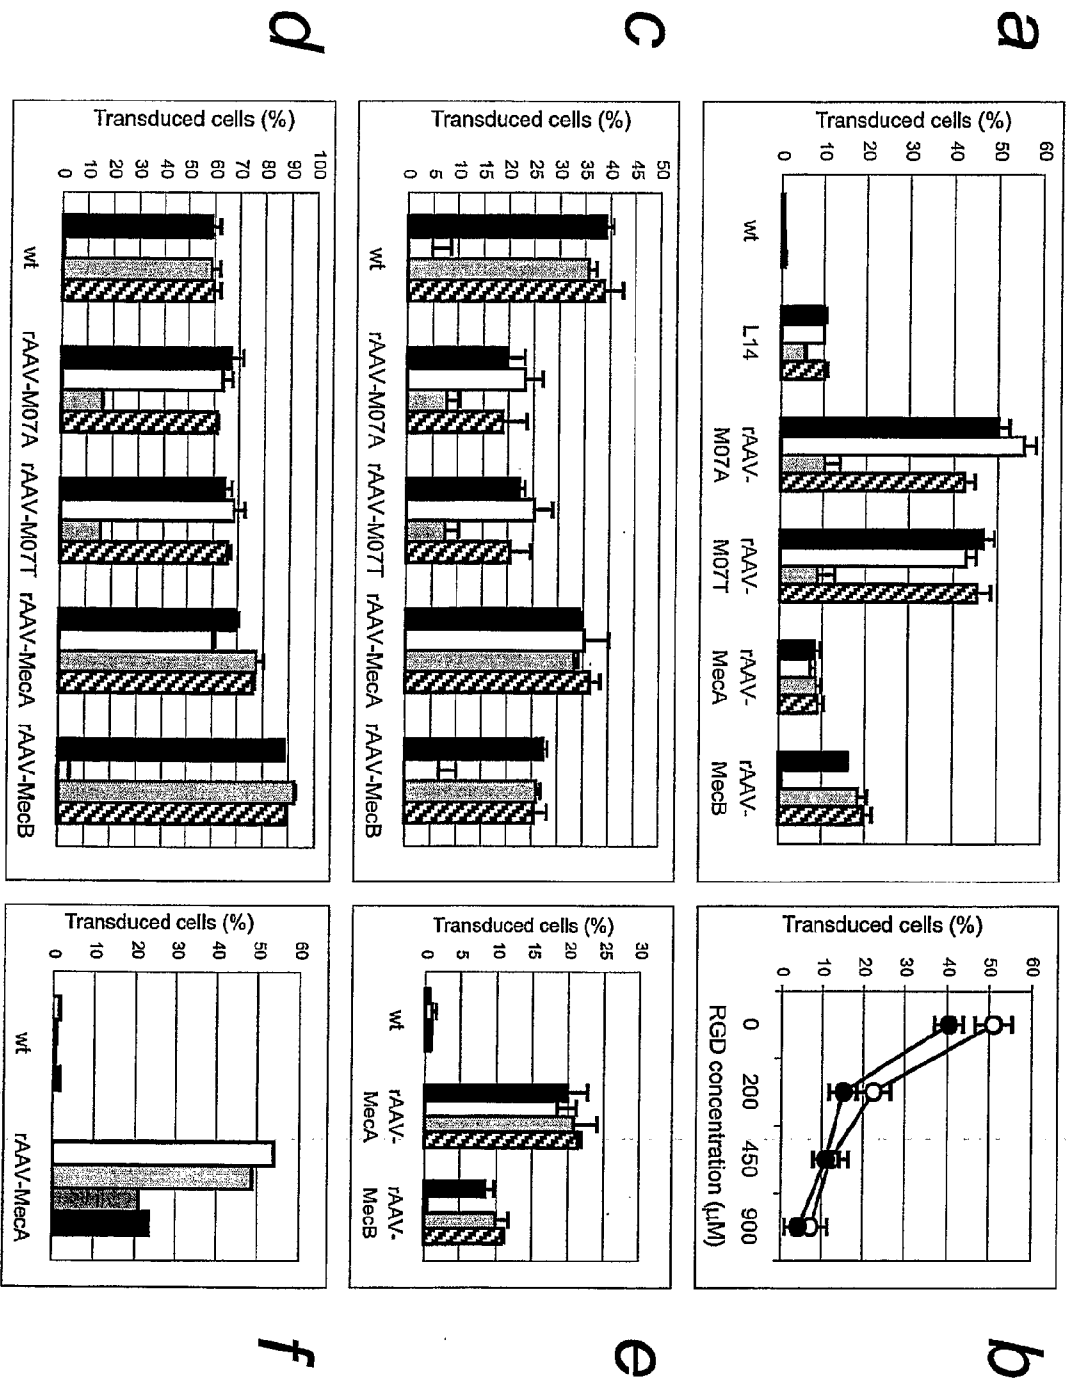 a
Transducted cells (%)
60
50
40
30
20
10
0
wt
L14
rAAV-
M07A
rAAV-
M07T
rAAV-
MecA
rAAV-
MecB
b
Transduced cells (%)
60
50
40
30
20
10
0
0
200
450
900
RGD concentration (µM)
c
Transduced cells (%)
50
45
40
35
30
25
20
15
10
5
0
wt
rAAV-M07A
rAAV-M07T
rAAV-MecA
rAAV-MecB
e
Transduced cells (%)
30
25
20
15
10
5
0
wt
rAAV-
MecA
rAAV-
MecB
d
Transduced cells (%)
100
90
80
70
60
50
40
30
20
10
0
wt
rAAV-M07A
rAAV-M07T
rAAV-MecA
rAAV-MecB
f
Transduced cells (%)
60
50
40
30
20
10
0
wt
rAAV-MecA